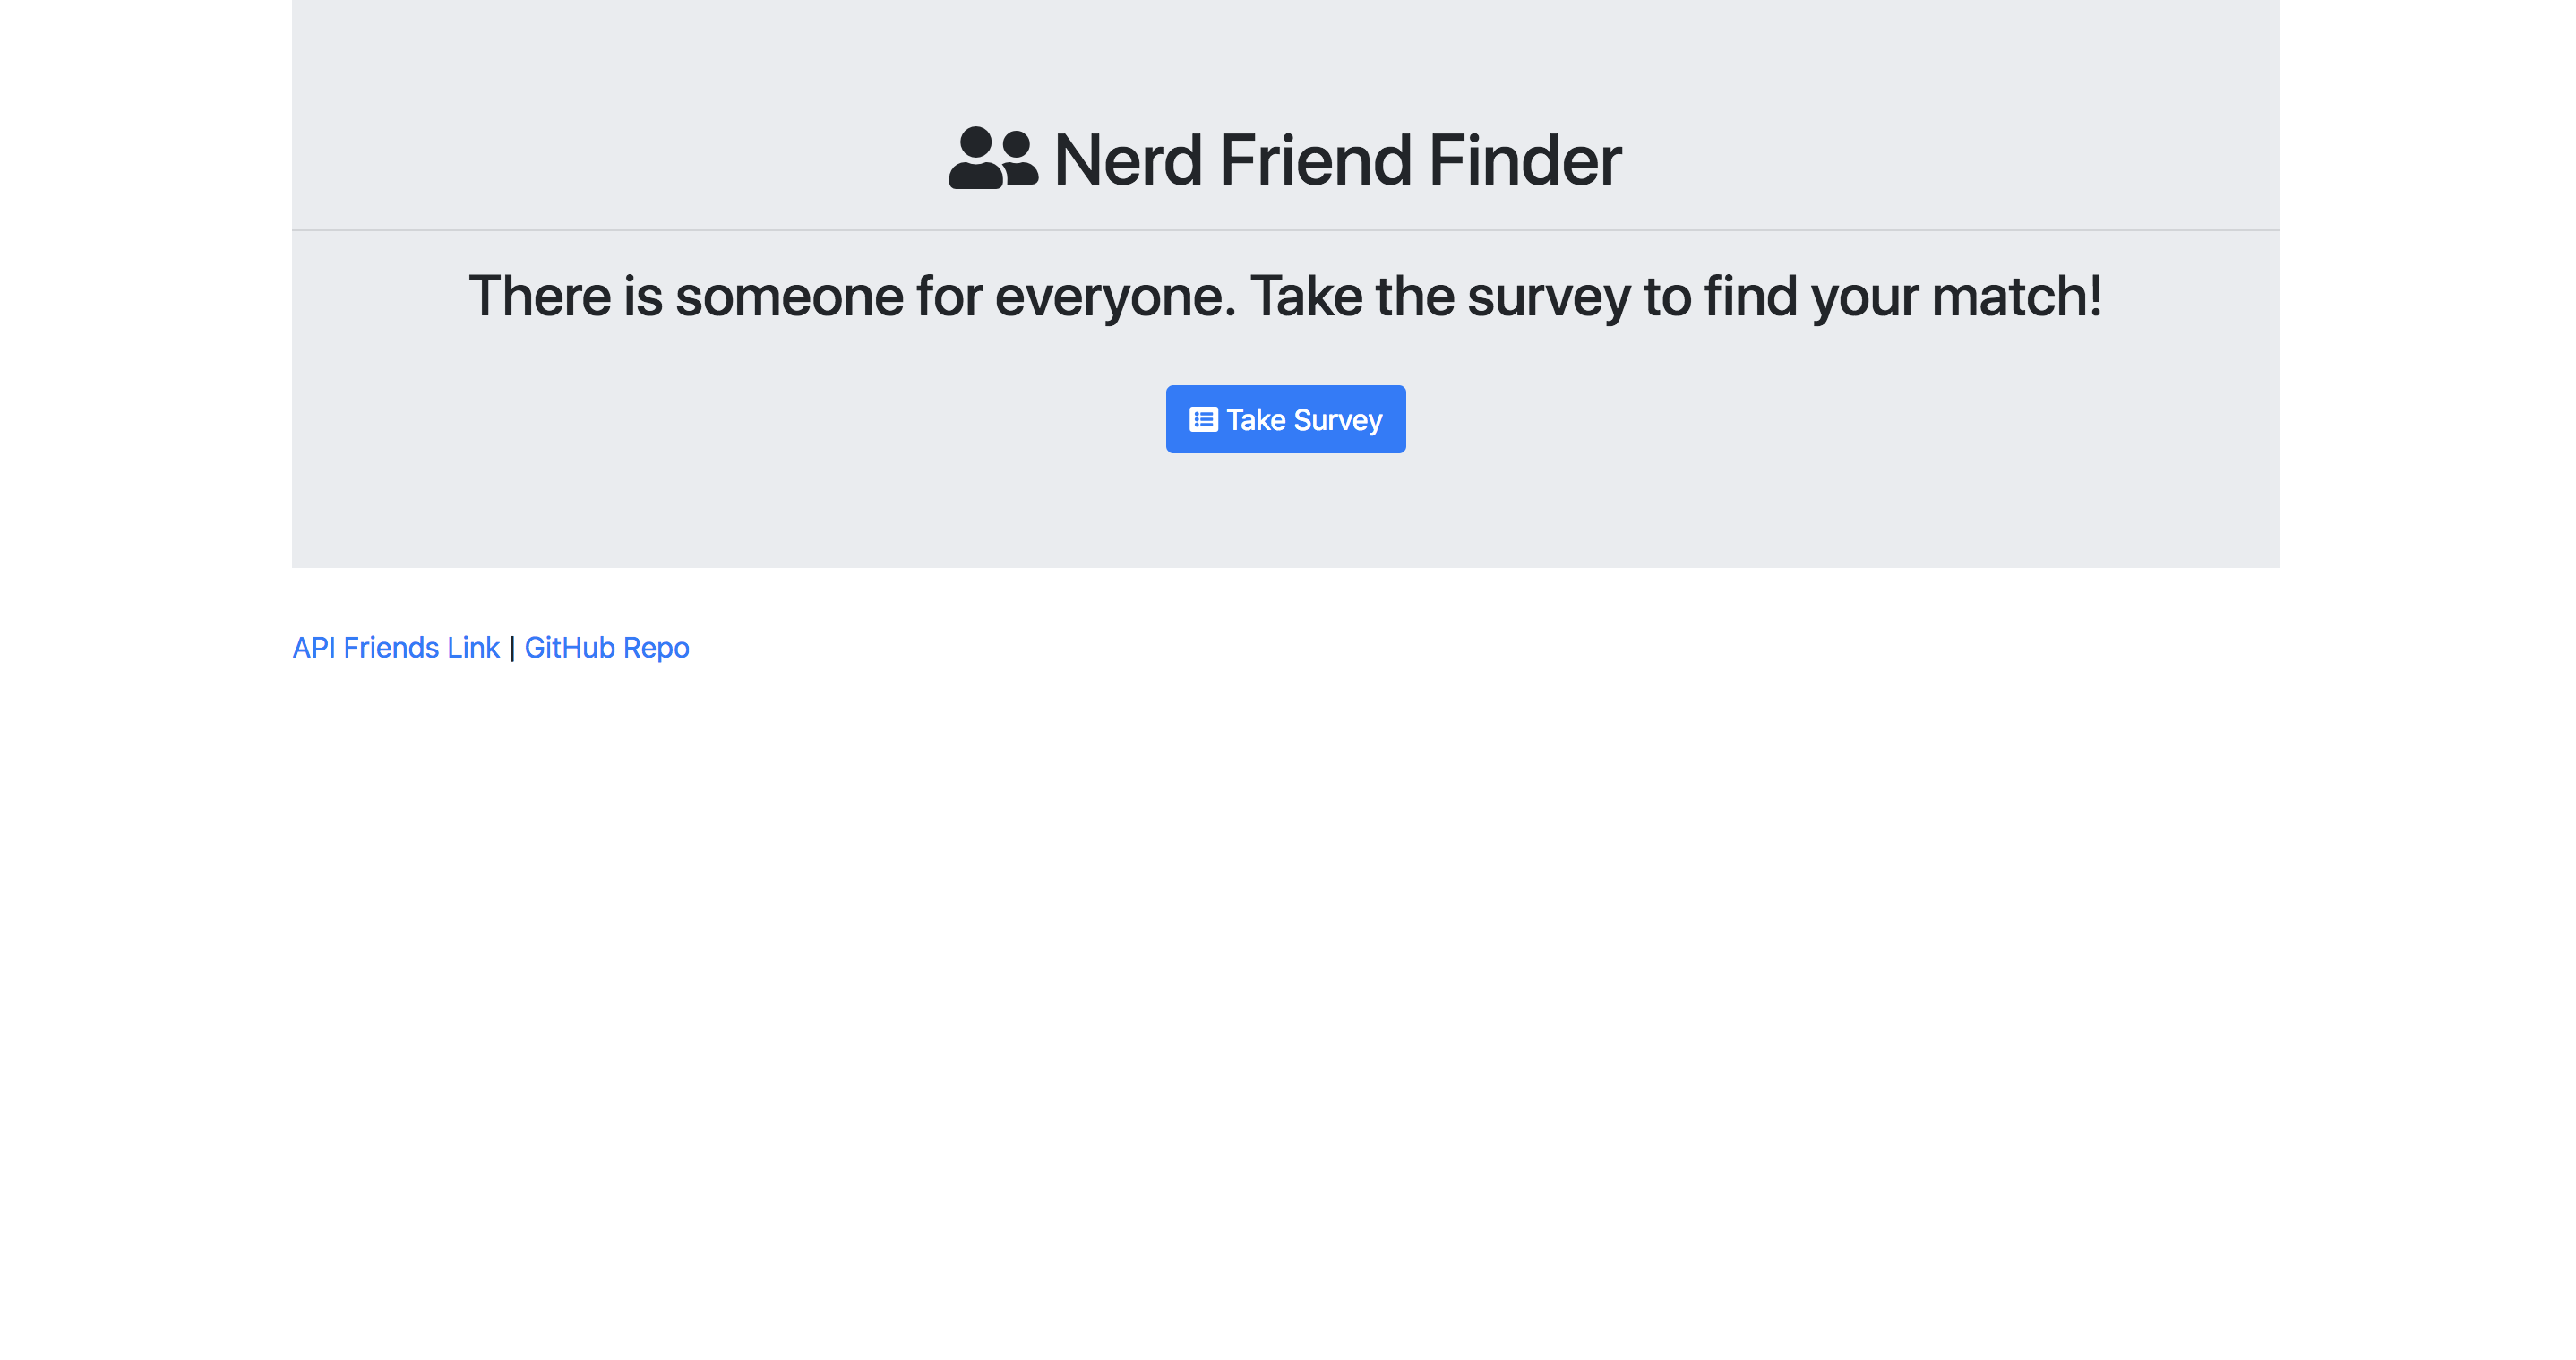 Nerd Friend Finder
There is someone for everyone. Take the survey to find your match!
Take Survey
API Friends Link | GitHub Repo